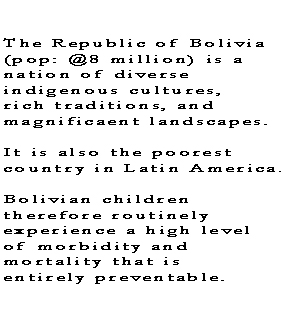 The Republic of Bolivia
(pop: @8 million) is a
nation of diverse
indigenous cultures,
rich traditions, and
magnificaent landscapes.
It is also the poorest
country in Latin America.
Bolivian children
therefore routinely
experience a high level
of morbidity and
mortality that is
entirely preventable.